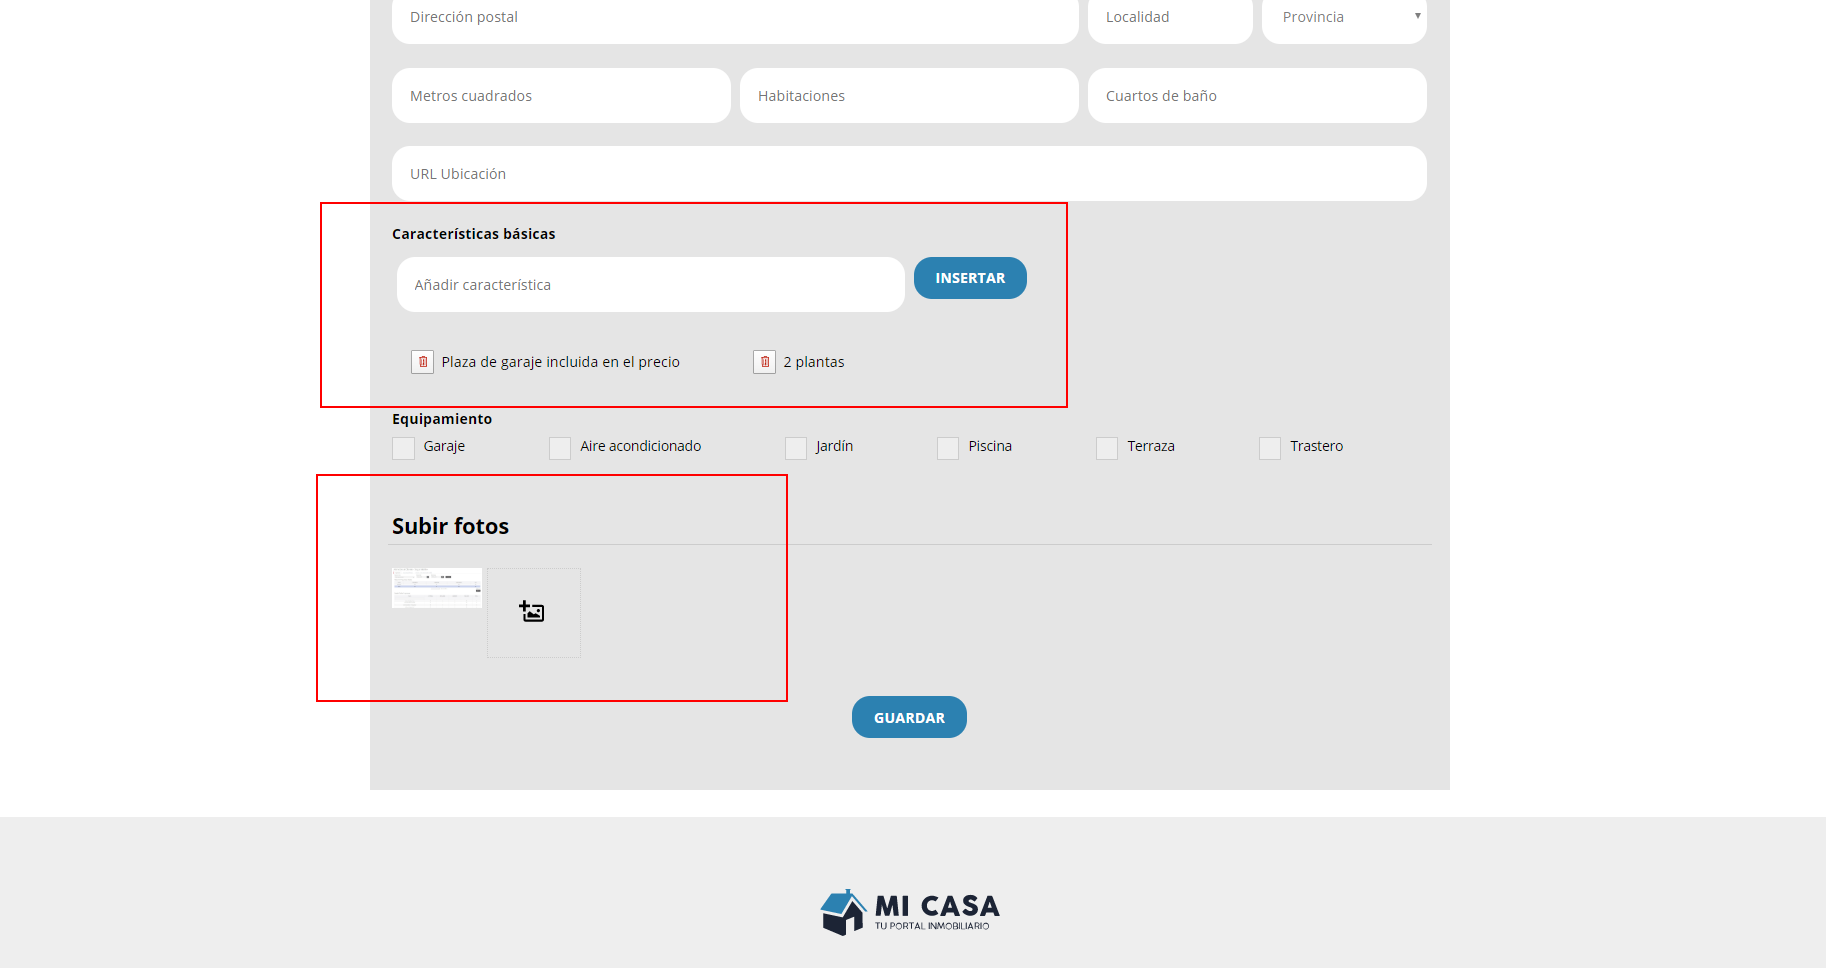 Dirección postal
Localidad
Provincia
Metros cuadrados
Habitaciones
Cuartos de baño
URL Ubicación
Características básicas
Añadir característica
INSERTAR
Plaza de garaje incluida en el precio
2 plantas
Equipamiento
Garaje
Aire acondicionado
Jardín
Piscina
Terraza
Trastero
Subir fotos
GUARDAR
MI CASA
TU PORTAL INMOBILIARIO